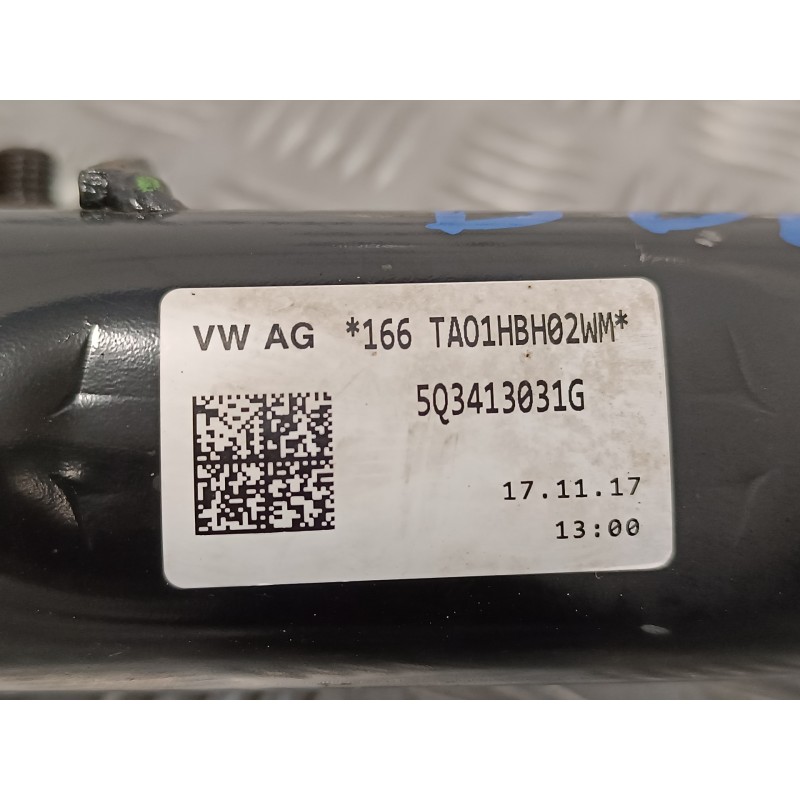 VW AG *166 TA01HBH02WM*
5Q3413031G
17.11.17
13:00